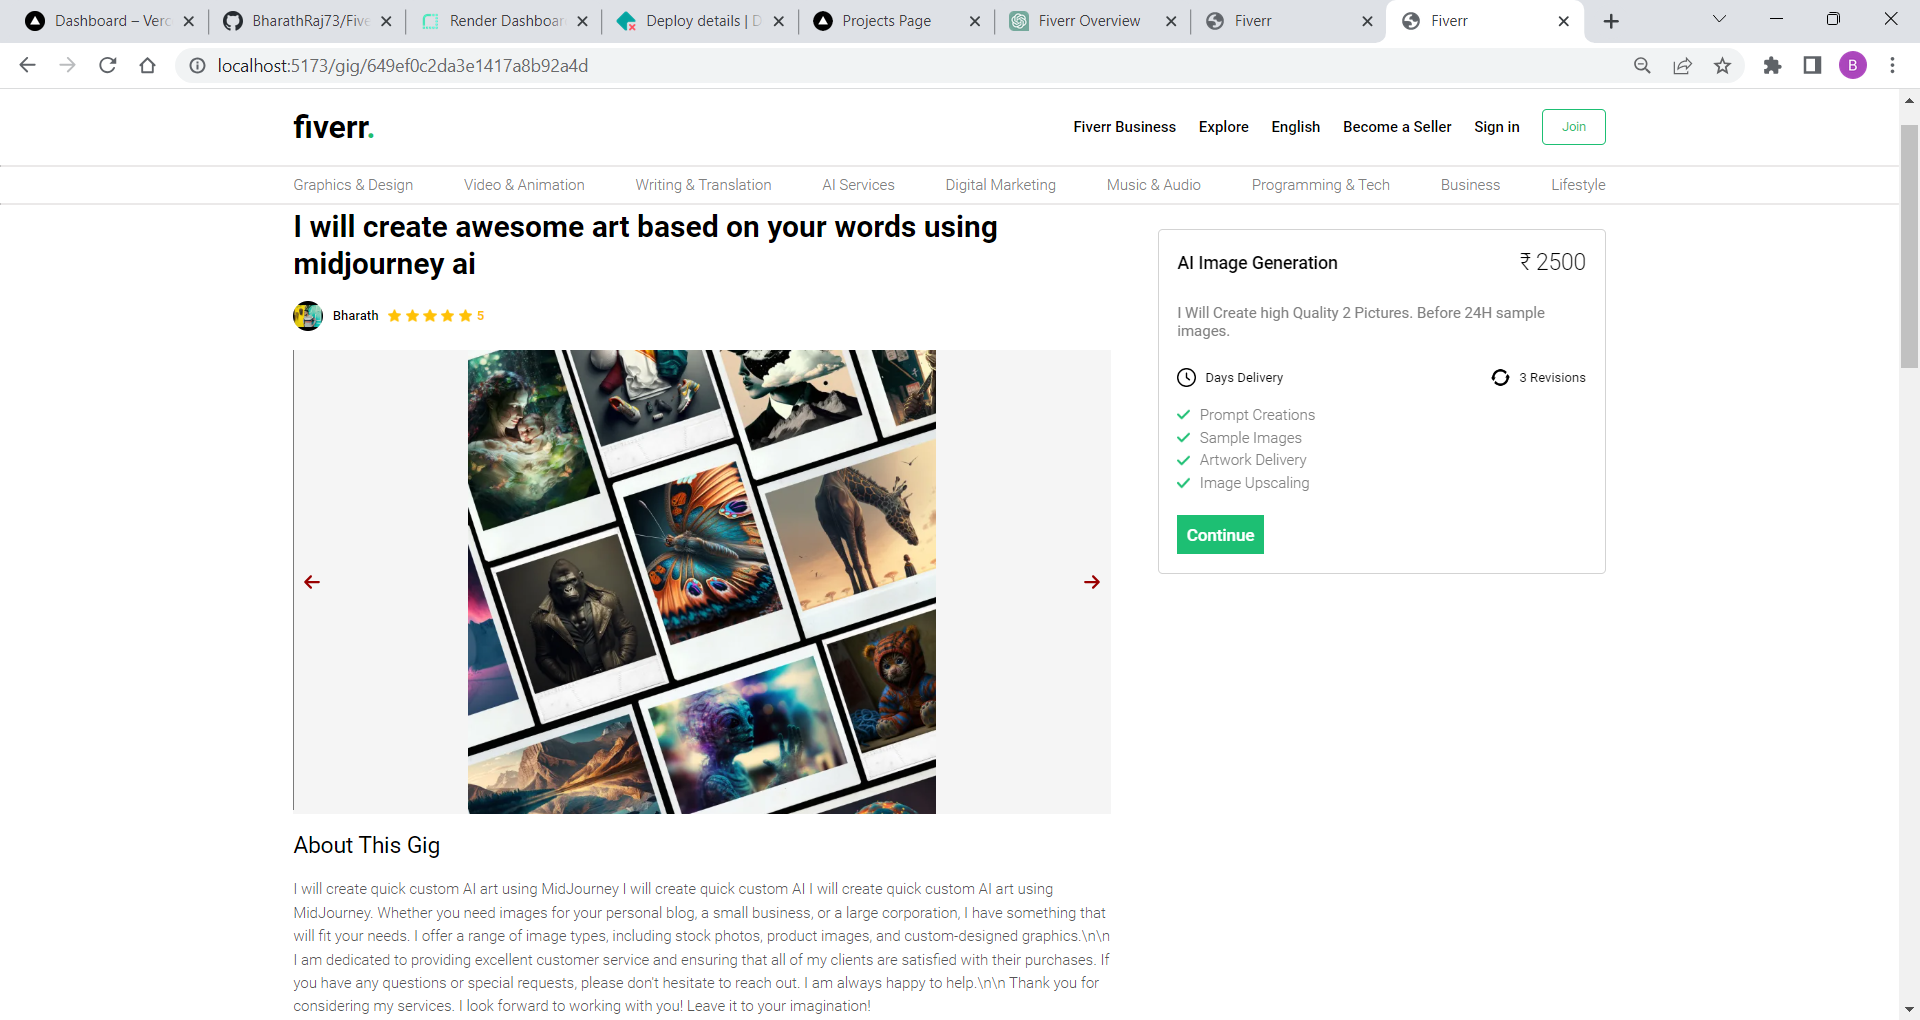 Dashboard – Verc
BharathRaj73/Five
Render Dashboar
Deploy details | D
Projects Page
Fiverr Overview
Fiverr
Fiverr
localhost:5173/gig/649ef0c2da3e1417a8b92a4d
B
fiverr.
Fiverr Business
Explore
English
Become a Seller
Sign in
Join
Graphics & Design
Video & Animation
Writing & Translation
AI Services
Digital Marketing
Music & Audio
Programming & Tech
Business
Lifestyle
I will create awesome art based on your words using
midjourney ai
Bharath
5
AI Image Generation
₹ 2500
I Will Create high Quality 2 Pictures. Before 24H sample
images.
Days Delivery
3 Revisions
Prompt Creations
Sample Images
Artwork Delivery
Image Upscaling
Continue
About This Gig
I will create quick custom AI art using MidJourney I will create quick custom AI I will create quick custom AI art using
MidJourney. Whether you need images for your personal blog, a small business, or a large corporation, I have something that
will fit your needs. I offer a range of image types, including stock photos, product images, and custom-designed graphics.\n\n
I am dedicated to providing excellent customer service and ensuring that all of my clients are satisfied with their purchases. If
you have any questions or special requests, please don't hesitate to reach out. I am always happy to help.\n\n Thank you for
considering my services. I look forward to working with you! Leave it to your imagination!